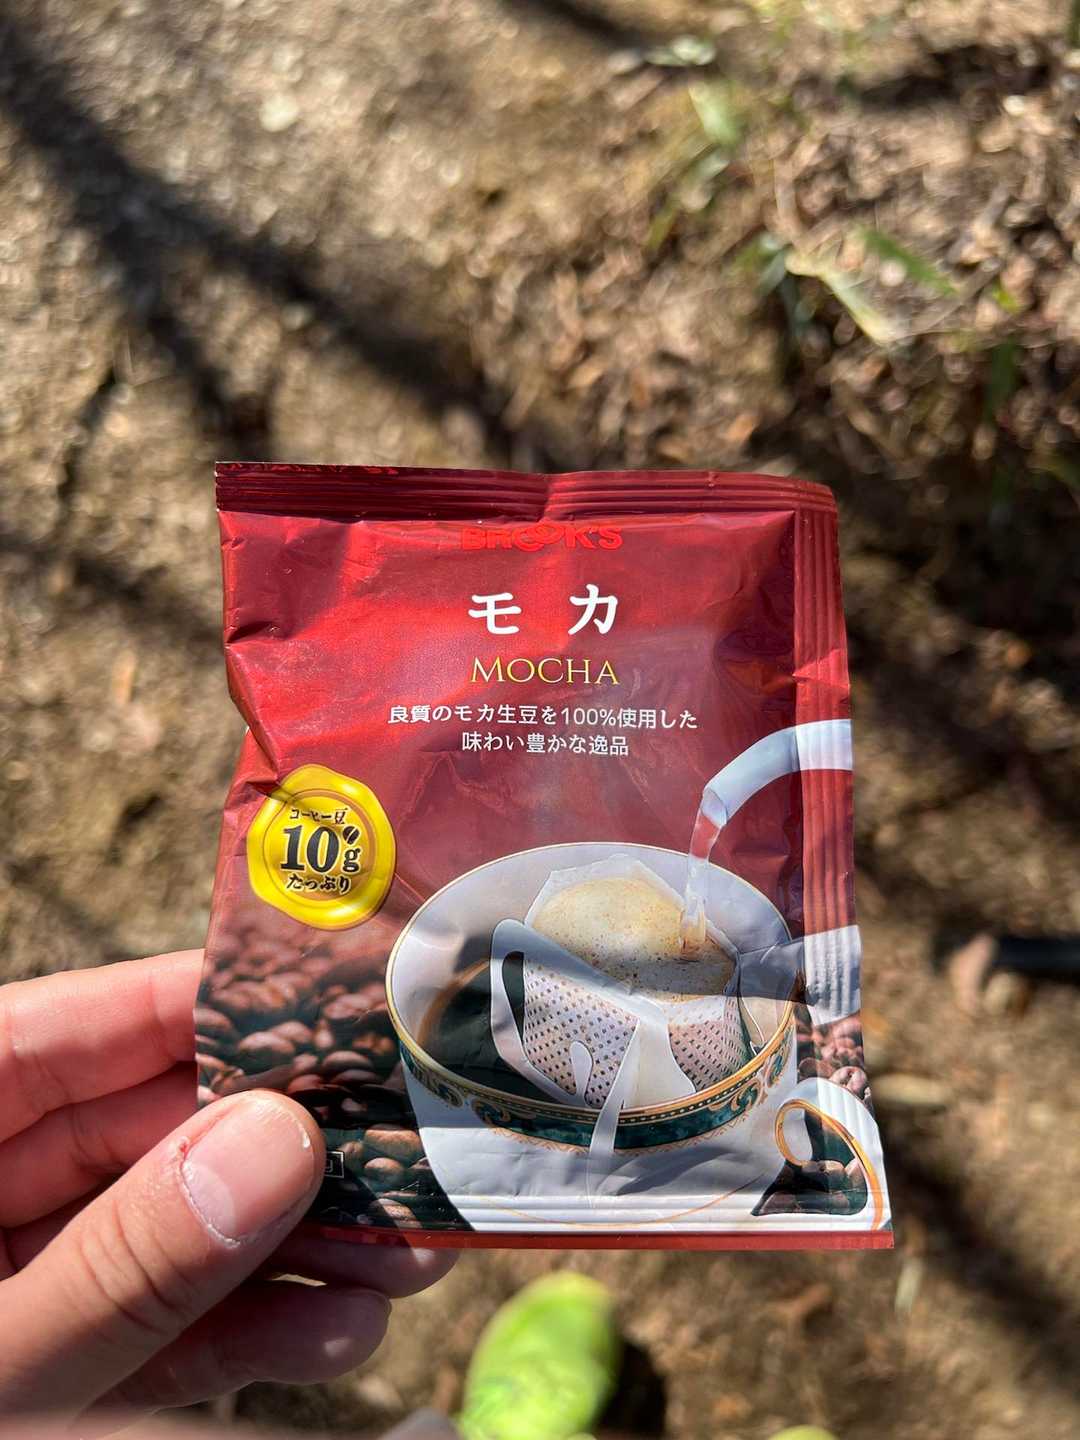 BROOK'S
モカ
MOCHA
良質のモカ生豆を100%使用した
味わい豊かな逸品
コーヒー豆
10g
たっぷり